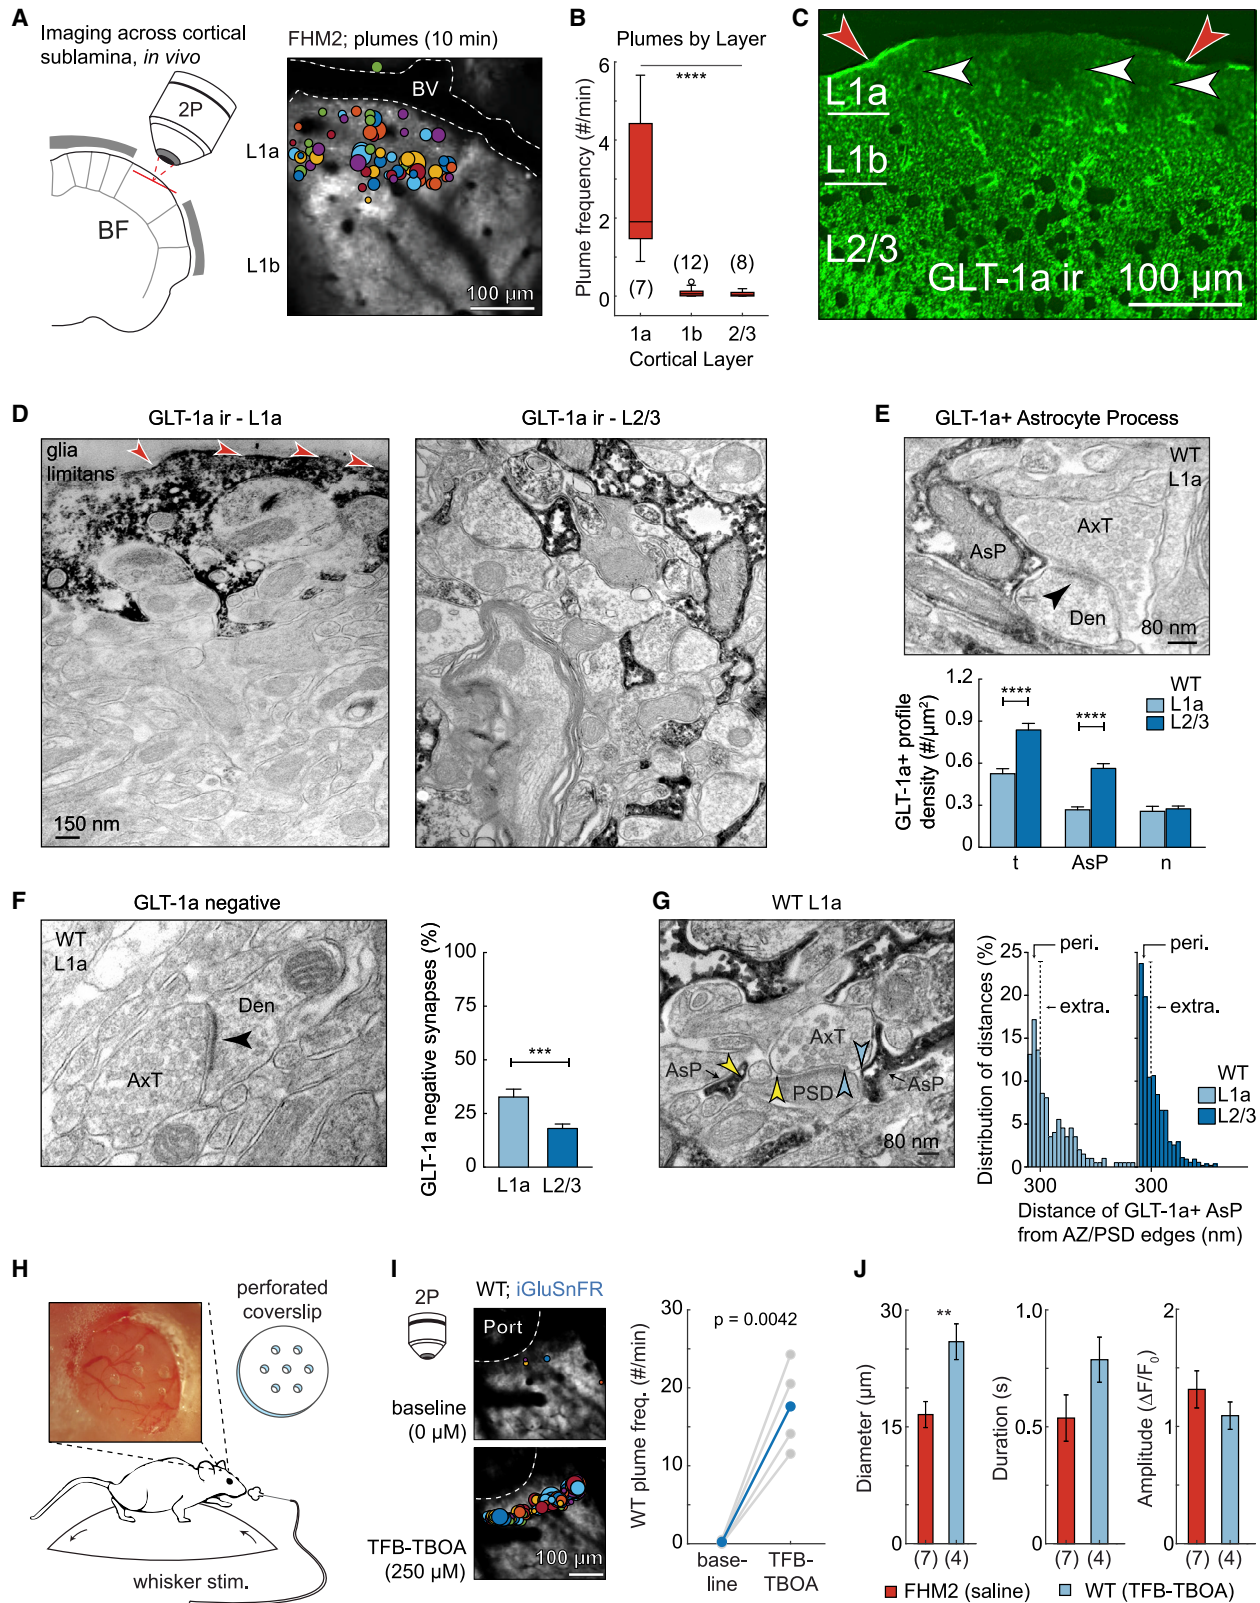 A
Imaging across cortical
sublamina, in vivo
2P
BF
FHM2; plumes (10 min)
BV
L1a
L1b
100 µm
B
Plumes by Layer
****
Plume frequency (#/min)
6
4
2
0
(7)
(12)
(8)
1a
1b
2/3
Cortical Layer
C
L1a
L1b
L2/3
GLT-1a ir
100 µm
D
GLT-1a ir - L1a
glia
limitans
150 nm
GLT-1a ir - L2/3
E
GLT-1a+ Astrocyte Process
WT
L1a
AxT
AsP
Den
80 nm
GLT-1a+ profile
density (#/µm²)
1.2
0.9
0.6
0.3
0
****
****
WT
L1a
L2/3
t
AsP
n
F
GLT-1a negative
WT
L1a
Den
AxT
GLT-1a negative synapses (%)
100
75
50
25
0
***
L1a
L2/3
G
WT L1a
AxT
AsP
PSD
AsP
80 nm
Distribution of distances (%)
25
20
15
10
5
0
peri.
extra.
peri.
extra.
WT
L1a
L2/3
300
300
Distance of GLT-1a+ AsP
from AZ/PSD edges (nm)
H
perforated
coverslip
whisker stim.
I
WT; iGluSnFR
2P
Port
baseline
(0 µM)
TFB-TBOA
(250 µM)
100 µm
WT plume freq. (#/min)
30
20
10
0
p = 0.0042
base-
line
TFB-
TBOA
J
Diameter (µm)
30
15
0
**
(7)
(4)
Duration (s)
1.0
0.5
0
(7)
(4)
Amplitude (ΔF/F₀)
2
1
0
(7)
(4)
FHM2 (saline)
WT (TFB-TBOA)